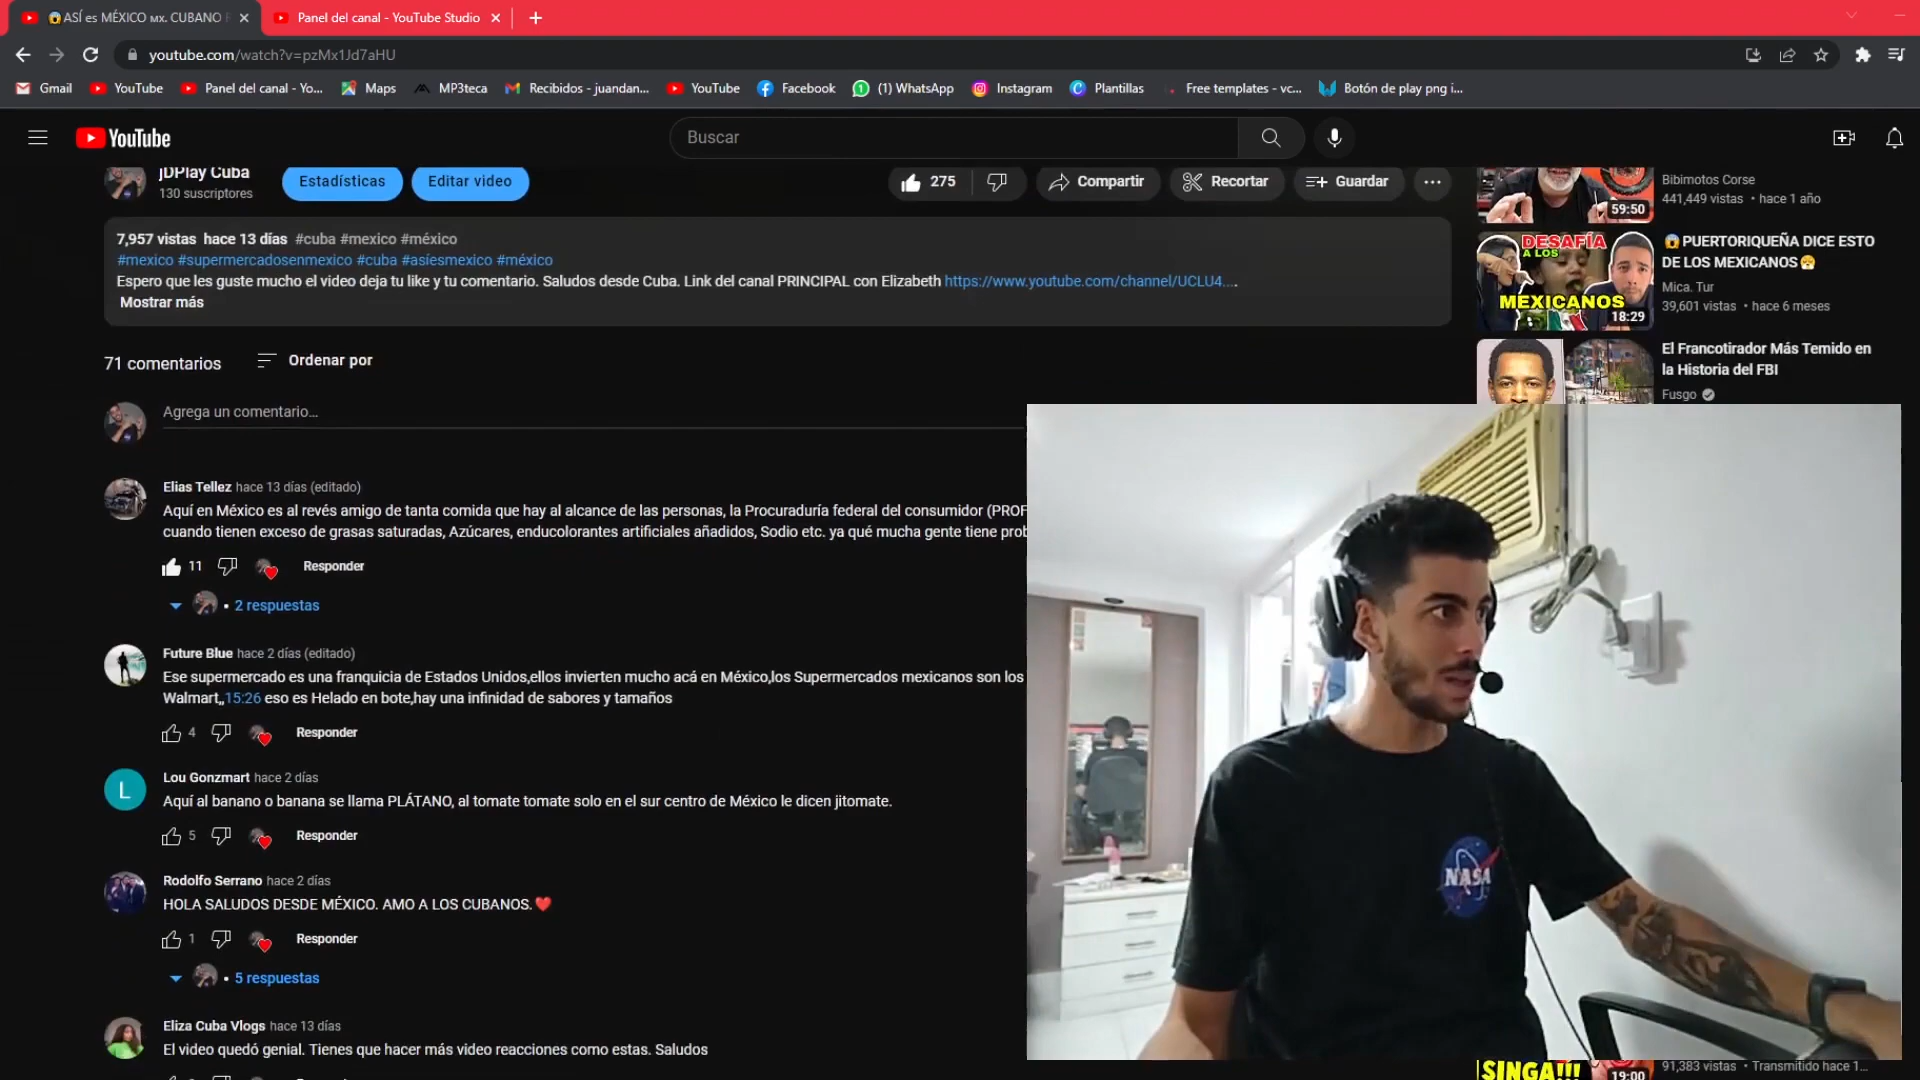 😱ASÍ es MÉXICO мx. CUBANO
Panel del canal - YouTube Studio
youtube.com/watch?v=pzMx1Jd7aHU
Gmail
YouTube
Panel del canal - Yo...
Maps
MP3teca
Recibidos - juandan...
YouTube
Facebook
(1) WhatsApp
Instagram
Plantillas
Free templates - vc...
Botón de play png i...
YouTube
Buscar
jDPlay Cuba
130 suscriptores
Estadísticas
Editar video
275
Compartir
Recortar
Guardar
7,957 vistas hace 13 días #cuba #mexico #méxico
#mexico #supermercadosenmexico #cuba #asíesmexico #méxico
Espero que les guste mucho el video deja tu like y tu comentario. Saludos desde Cuba. Link del canal PRINCIPAL con Elizabeth https://www.youtube.com/channel/UCLU4...
Mostrar más
71 comentarios
Ordenar por
Agrega un comentario...
Elias Tellez hace 13 días (editado)
Aquí en México es al revés amigo de tanta comida que hay al alcance de las personas, la Procuraduría federal del consumidor (PROF
cuando tienen exceso de grasas saturadas, Azúcares, enducolorantes artificiales añadidos, Sodio etc. ya qué mucha gente tiene prob
11
Responder
2 respuestas
Future Blue hace 2 días (editado)
Ese supermercado es una franquicia de Estados Unidos,ellos invierten mucho acá en México,los Supermercados mexicanos son los
Walmart,,15:26 eso es Helado en bote,hay una infinidad de sabores y tamaños
4
Responder
L
Lou Gonzmart hace 2 días
Aquí al banano o banana se llama PLÁTANO, al tomate tomate solo en el sur centro de México le dicen jitomate.
5
Responder
Rodolfo Serrano hace 2 días
HOLA SALUDOS DESDE MÉXICO. AMO A LOS CUBANOS.❤️
1
Responder
5 respuestas
Eliza Cuba Vlogs hace 13 días
El video quedó genial. Tienes que hacer más video reacciones como estas. Saludos
59:50
Bibimotos Corse
441,449 vistas • hace 1 año
DESAFÍA
A LOS
MEXICANOS
18:29
😱PUERTORIQUEÑA DICE ESTO
DE LOS MEXICANOS😤
Mica. Tur
39,601 vistas • hace 6 meses
El Francotirador Más Temido en
la Historia del FBI
Fusgo
NASA
SINGA!!!
19:00
91,383 vistas • Transmitido hace 1...